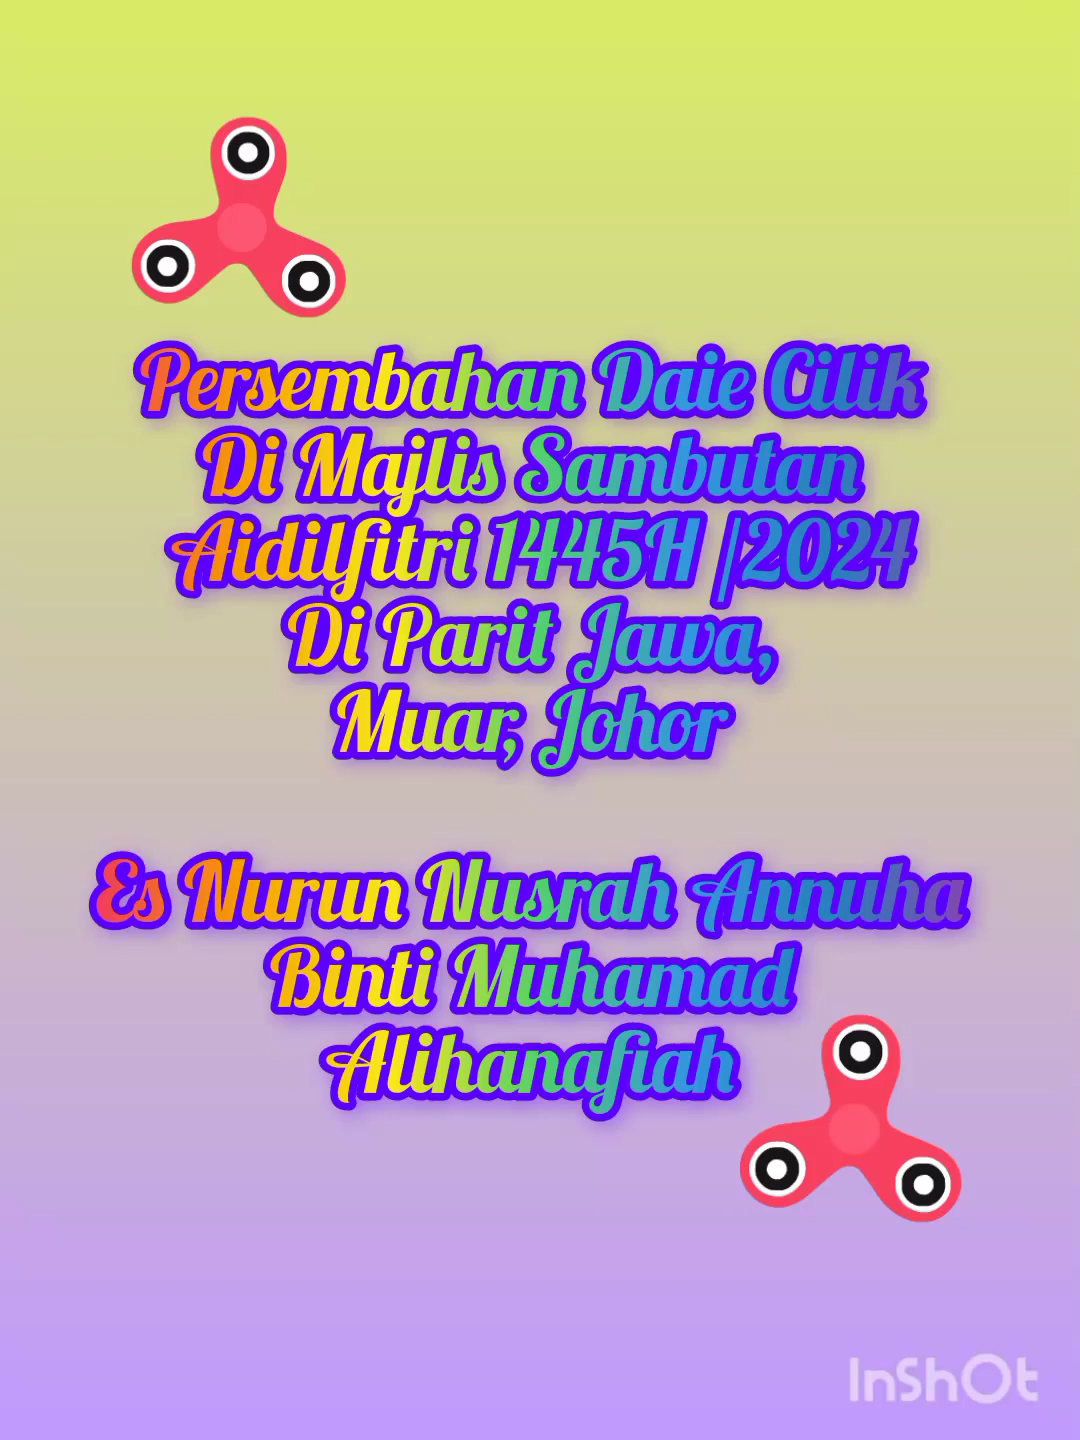 Persembahan Daie Cilik
Di Majlis Sambutan
Aidilfitri 1445H |2024
Di Parit Jawa,
Muar, Johor
Es Nurun Nusrah Annuha
Binti Muhamad
Alihanafiah
InShOt